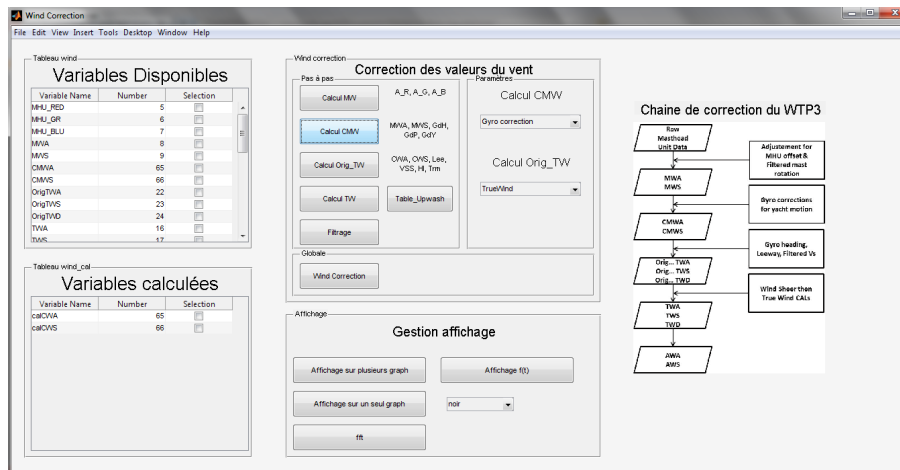 Wind Correction
File Edit View Insert Tools Desktop Window Help
Tableau wind
Variables Disponibles
Variable Name Number Selection
MHU_RED 5
MHU_GR 6
MHU_BLU 7
MWA 8
MWS 9
CMWA 65
CMWS 66
OrigTWA 22
OrigTWS 23
OrigTWD 24
TWA 16
TWS 17
Tableau wind_cal
Variables calculées
Variable Name Number Selection
calCWA 65
calCWS 66
Wind correction
Correction des valeurs du vent
Pas à pas
Calcul MW
A_R, A_G, A_B
Calcul CMW
MWA, MWS, GdH,
GdP, GdY
Calcul Orig_TW
OWA, OWS, Lee,
VSS, Hl, Trm
Calcul TW
Table_Upwash
Filtrage
Paramètres
Calcul CMW
Gyro correction
Calcul Orig_TW
TrueWind
Globale
Wind Correction
Affichage
Gestion affichage
Affichage sur plusieurs graph
Affichage f(t)
Affichage sur un seul graph
noir
fft
Chaine de correction du WTP3
Raw
Masthead
Unit Data
Adjustement for
MHU offset &
Filtered mast
rotation
MWA
MWS
Gyro corrections
for yacht motion
CMWA
CMWS
Gyro heading,
Leeway, Filtered Vs
Orig... TWA
Orig... TWS
Orig... TWD
Wind Sheer then
True Wind CALs
TWA
TWS
TWD
AWA
AWS